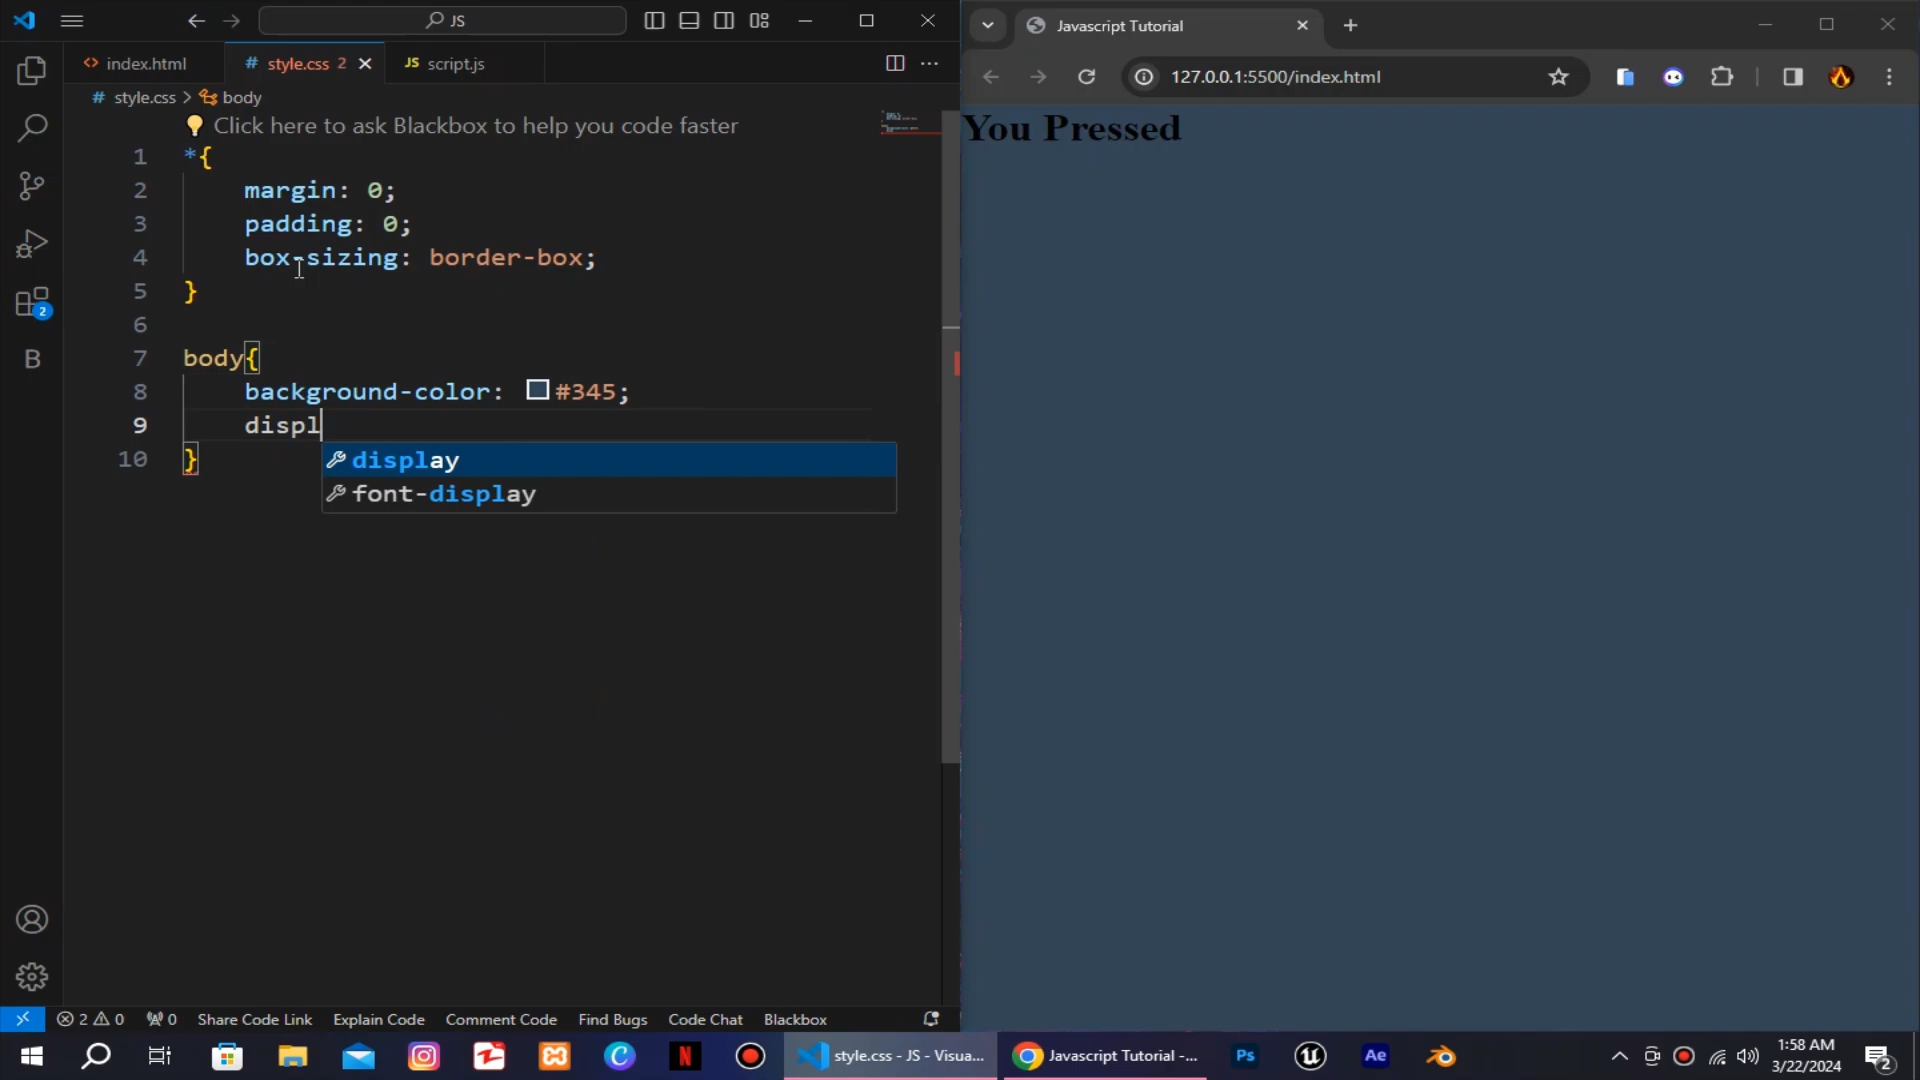 JS
Javascript Tutorial
index.html
# style.css 2
JS script.js
127.0.0.1:5500/index.html
# style.css > body
Click here to ask Blackbox to help you code faster
You Pressed
1 *{
2 margin: 0;
3 padding: 0;
4 box-sizing: border-box;
5 }
6
7 body{
8 background-color: #345;
9 displ
10 }
display
font-display
2
B
2 0 0 Share Code Link Explain Code Comment Code Find Bugs Code Chat Blackbox
N
style.css - JS - Visua...
Javascript Tutorial -...
Ps
Ae
1:58 AM
3/22/2024
2